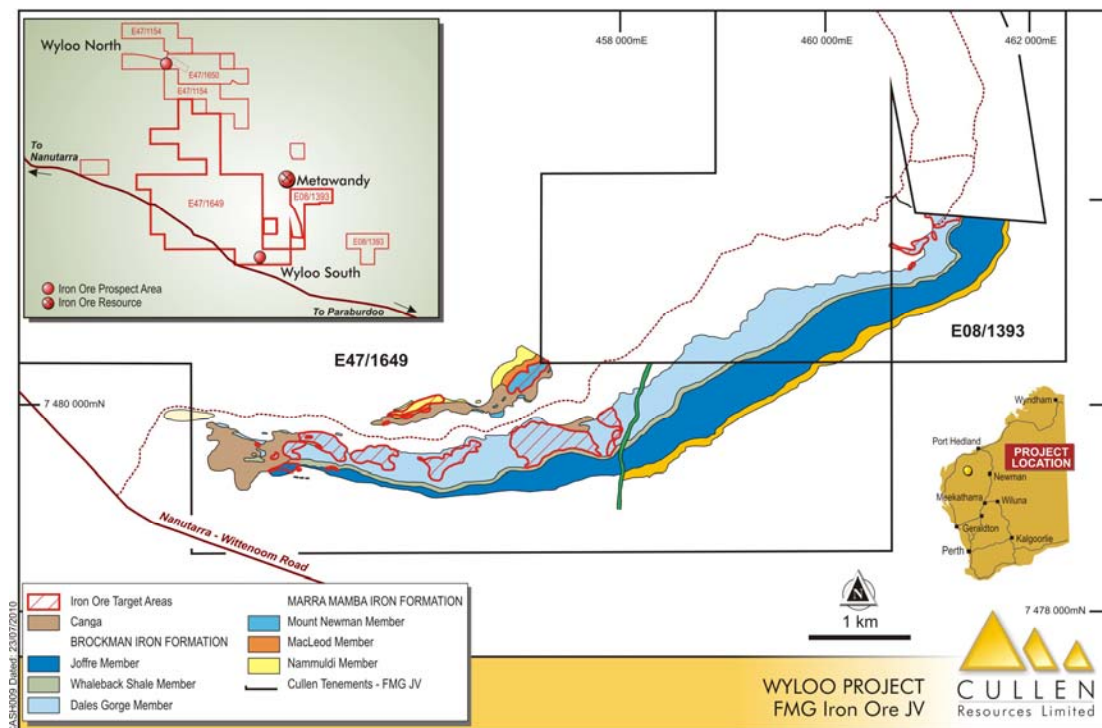 458 000mE
460 000mE
462 000mE
E47/1154
Wyloo North
E47/1650
E47/1154
To
Nanutarra
Metawandy
E47/1649
E08/1393
E08/1393
Wyloo South
Iron Ore Prospect Area
Iron Ore Resource
To Paraburdoo
E47/1649
E08/1393
7 480 000mN
Nanutarra - Wittenoom Road
Wyndham
Port Hedland
PROJECT
LOCATION
Newman
Meekatharra
Wiluna
Geraldton
Kalgoorlie
Perth
N
1 km
7 478 000mN
Iron Ore Target Areas
Canga
BROCKMAN IRON FORMATION
Joffre Member
Whaleback Shale Member
Dales Gorge Member
MARRA MAMBA IRON FORMATION
Mount Newman Member
MacLeod Member
Nammuldi Member
Cullen Tenements - FMG JV
WYLOO PROJECT
FMG Iron Ore JV
CULLEN
Resources Limited
ASH009 Dated: 23/07/2010